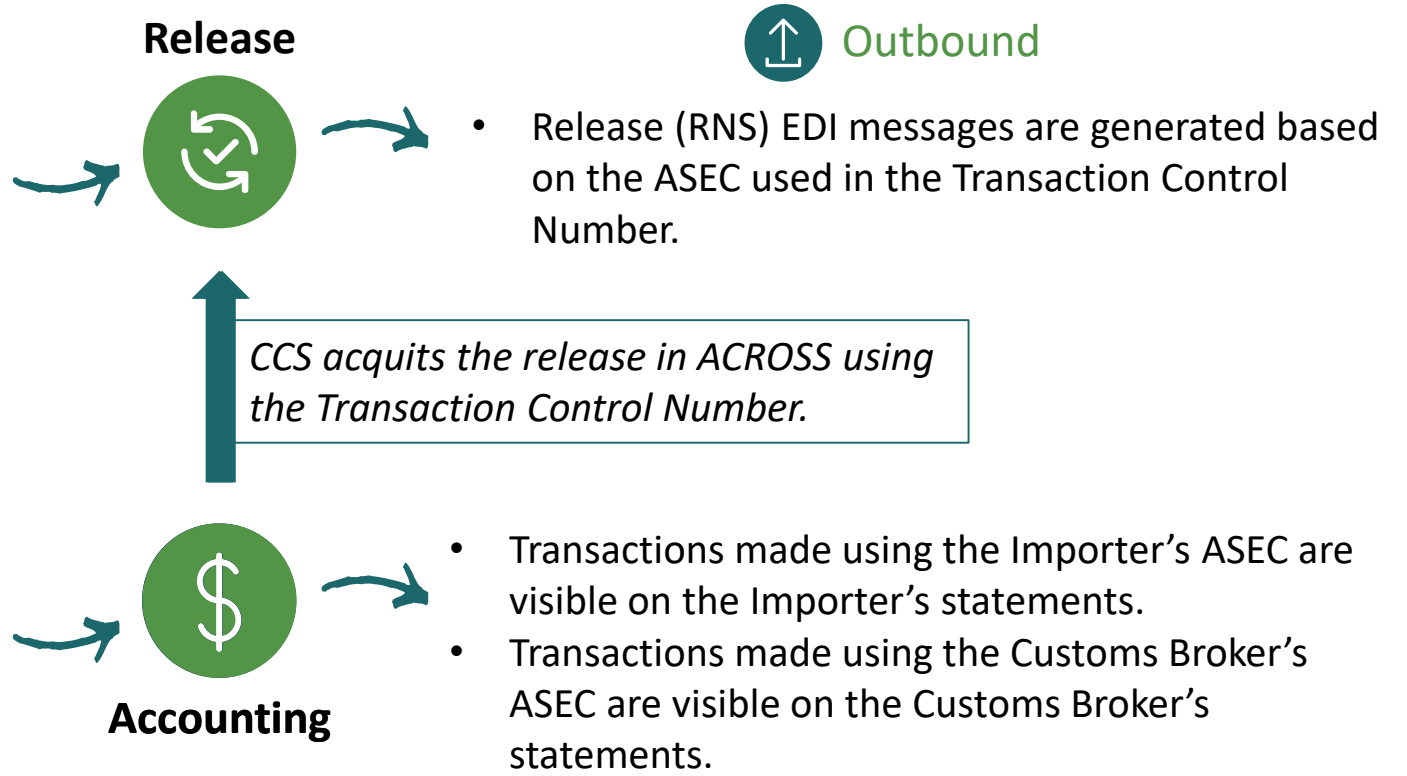 Release
Outbound
• Release (RNS) EDI messages are generated based
on the ASEC used in the Transaction Control
Number.
CCS acquits the release in ACROSS using
the Transaction Control Number.
$
• Transactions made using the Importer’s ASEC are
visible on the Importer’s statements.
• Transactions made using the Customs Broker’s
ASEC are visible on the Customs Broker’s
statements.
Accounting